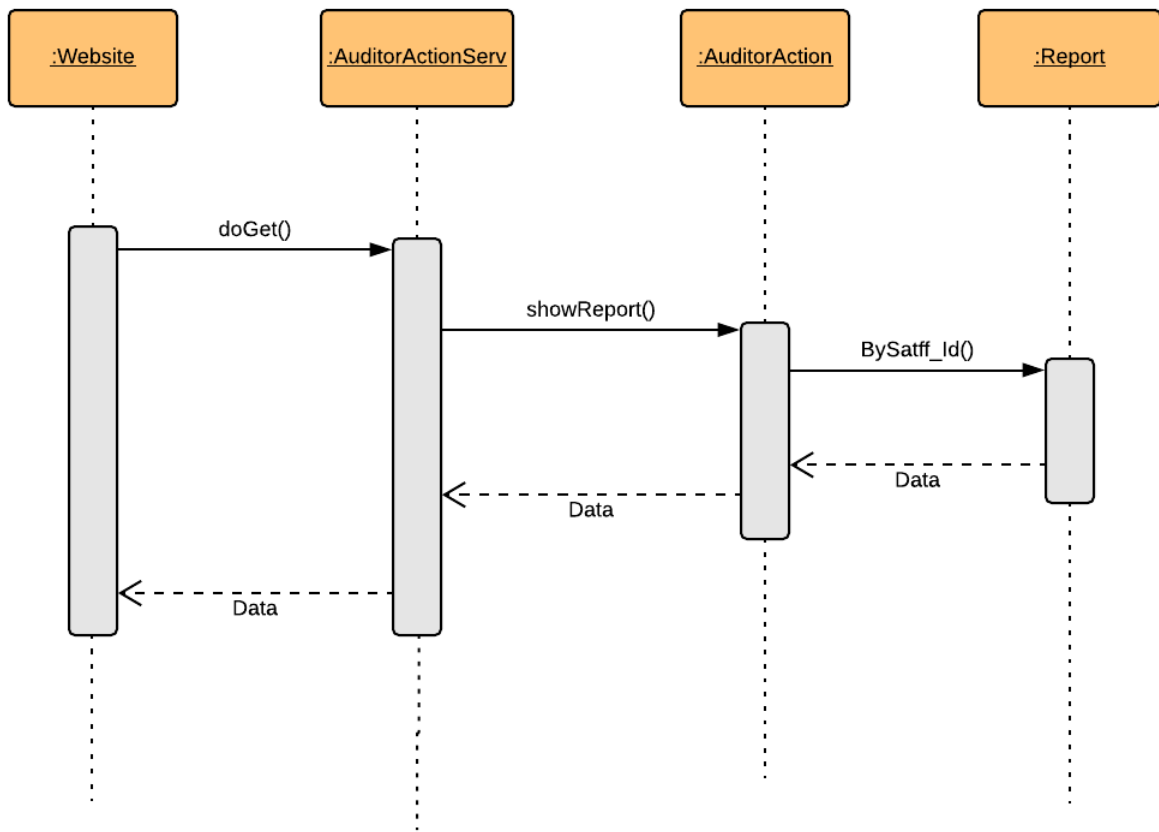 :Website
:AuditorActionServ
:AuditorAction
:Report
doGet()
showReport()
BySatff_Id()
Data
Data
Data